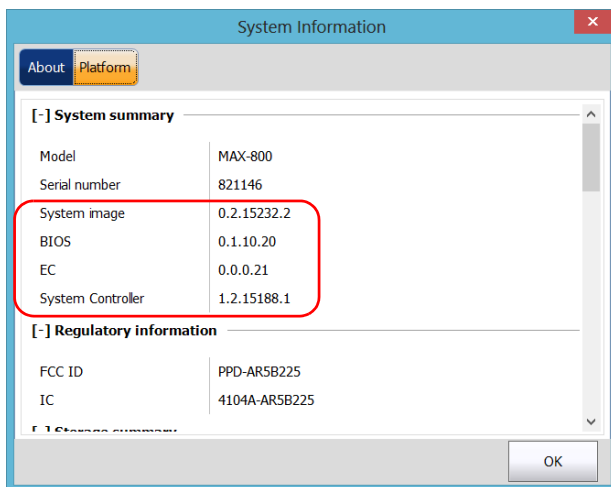 System Information
About Platform
[-] System summary
Model MAX-800
Serial number 821146
System image 0.2.15232.2
BIOS 0.1.10.20
EC 0.0.0.21
System Controller 1.2.15188.1
[-] Regulatory information
FCC ID PPD-AR5B225
IC 4104A-AR5B225
[-] Storage summary
OK